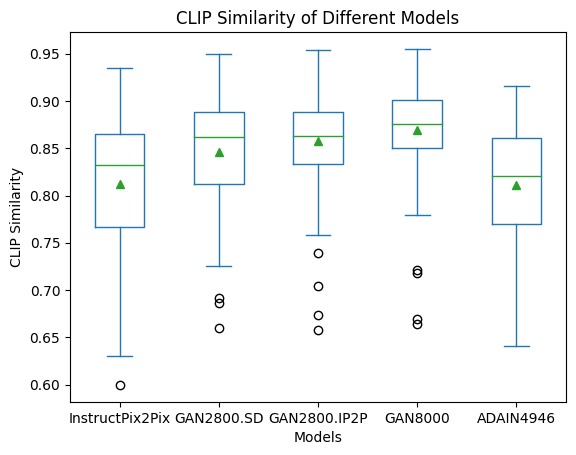 CLIP Similarity of Different Models
CLIP Similarity
0.95
0.90
0.85
0.80
0.75
0.70
0.65
0.60
InstructPix2Pix GAN2800.SD GAN2800.IP2P GAN8000 ADAIN4946
Models